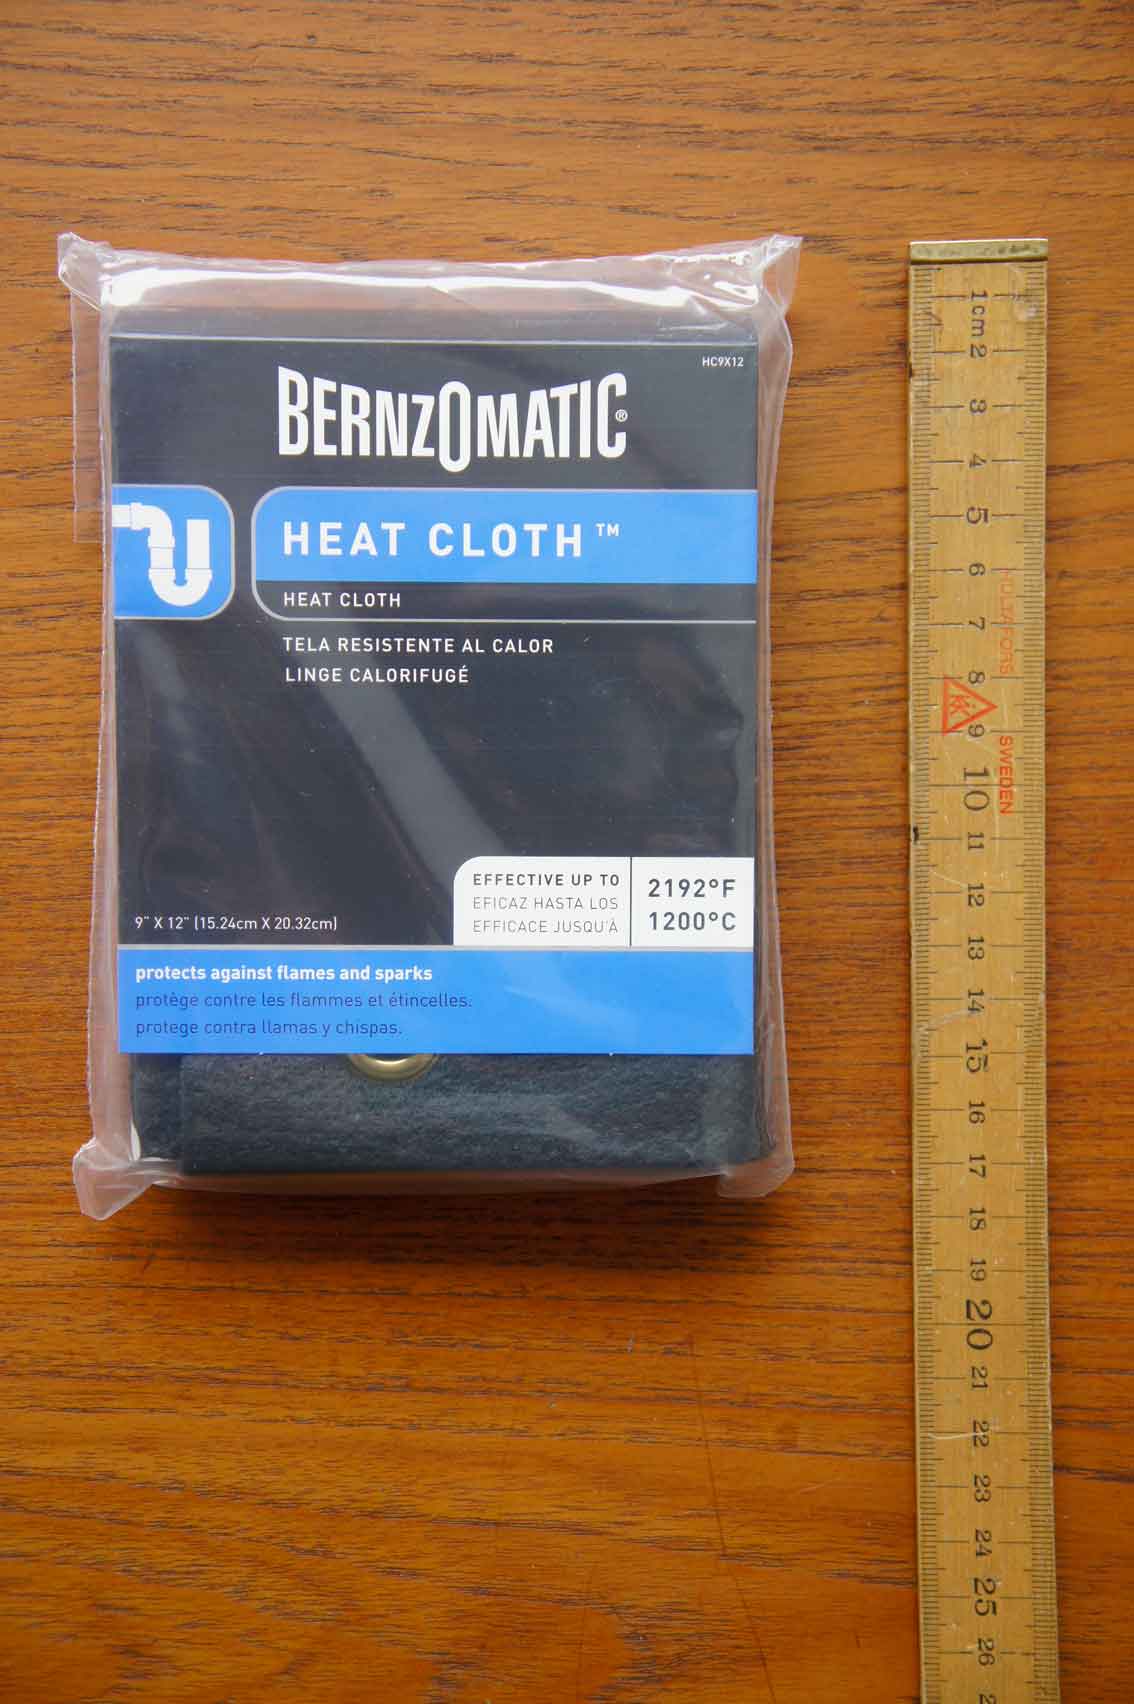 HC9X12
BERNZOMATIC®
HEAT CLOTH™
HEAT CLOTH
TELA RESISTENTE AL CALOR
LINGE CALORIFUGÉ
EFFECTIVE UP TO
EFICAZ HASTA LOS
EFFICACE JUSQU'À
2192°F
1200°C
9" X 12" (15.24cm X 20.32cm)
protects against flames and sparks
protège contre les flammes et étincelles.
protege contra llamas y chispas.
1cm 2 3 4 5 6 7 8 9 10 11 12 13 14 15 16 17 18 19 20 21 22 23 24 25 26
HULTAFORS SWEDEN